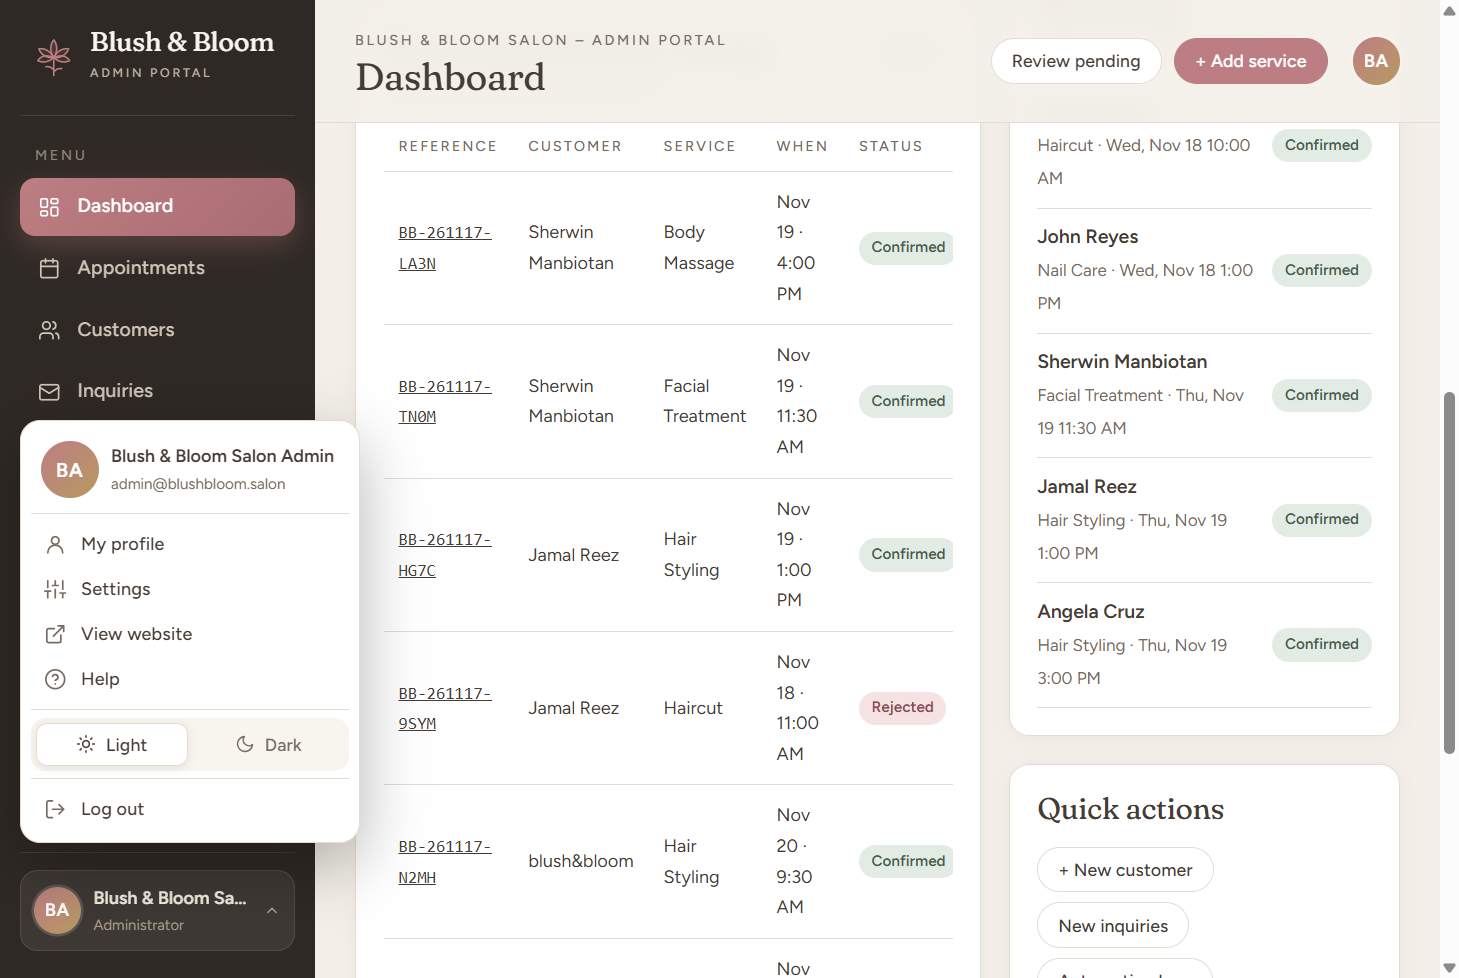 Blush & Bloom
ADMIN PORTAL
MENU
Dashboard
Appointments
Customers
Inquiries
BA
Blush & Bloom Salon Admin
admin@blushbloom.salon
My profile
Settings
View website
Help
Light
Dark
Log out
BA
Blush & Bloom Sa...
Administrator
BLUSH & BLOOM SALON – ADMIN PORTAL
Dashboard
Review pending
+ Add service
BA
REFERENCE CUSTOMER SERVICE WHEN STATUS
BB-261117-
LA3N
Sherwin
Manbiotan
Body
Massage
Nov
19 ·
4:00
PM
Confirmed
BB-261117-
TN0M
Sherwin
Manbiotan
Facial
Treatment
Nov
19 ·
11:30
AM
Confirmed
BB-261117-
HG7C
Jamal Reez
Hair
Styling
Nov
19 ·
1:00
PM
Confirmed
BB-261117-
9SYM
Jamal Reez
Haircut
Nov
18 ·
11:00
AM
Rejected
BB-261117-
N2MH
blush&bloom
Hair
Styling
Nov
20 ·
9:30
AM
Confirmed
Nov
Haircut · Wed, Nov 18 10:00
AM
Confirmed
John Reyes
Nail Care · Wed, Nov 18 1:00
PM
Confirmed
Sherwin Manbiotan
Facial Treatment · Thu, Nov
19 11:30 AM
Confirmed
Jamal Reez
Hair Styling · Thu, Nov 19
1:00 PM
Confirmed
Angela Cruz
Hair Styling · Thu, Nov 19
3:00 PM
Confirmed
Quick actions
+ New customer
New inquiries